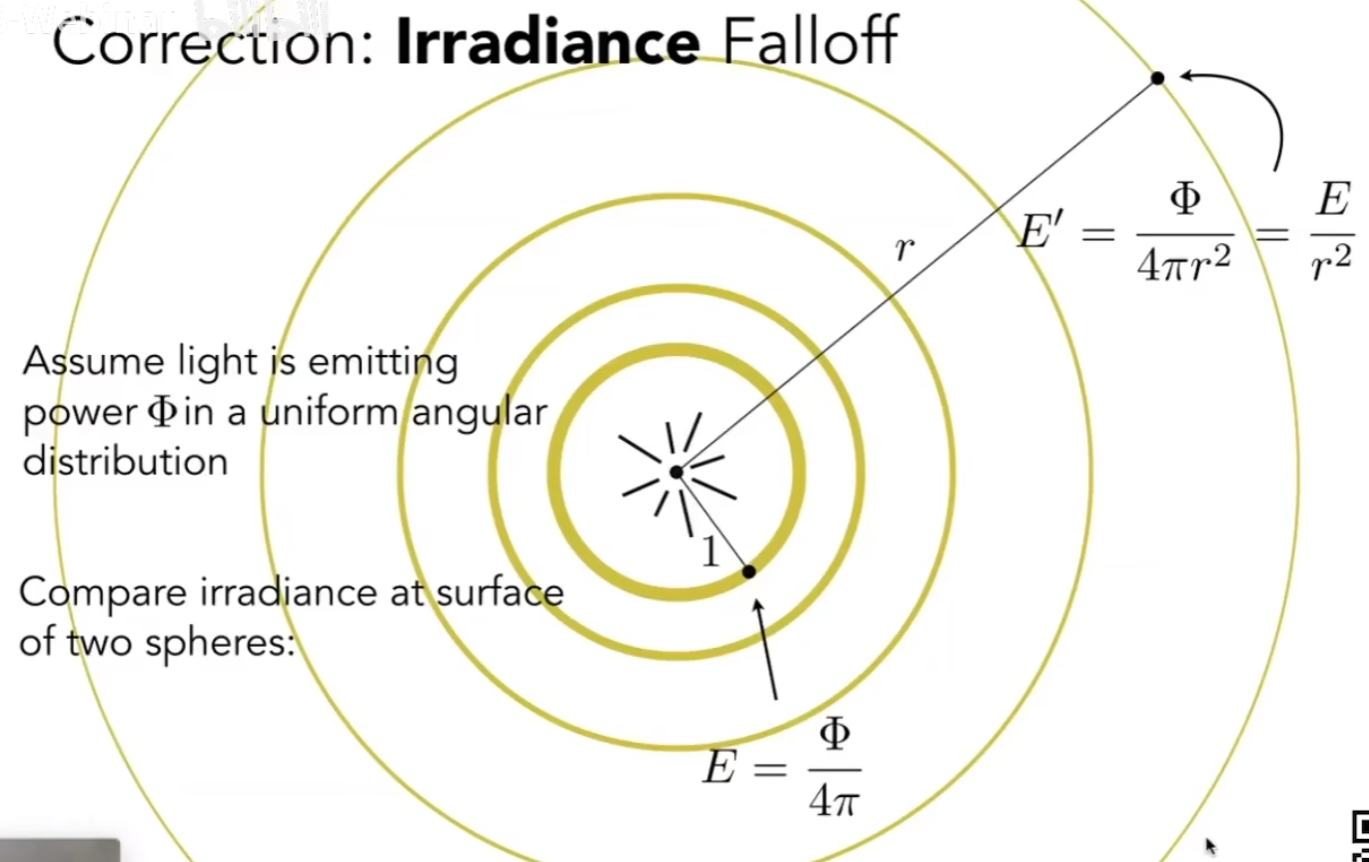 Correction: Irradiance Falloff
r
E′ = Φ/4πr² = E/r²
Assume light is emitting
power Φ in a uniform angular
distribution
1
Compare irradiance at surface
of two spheres:
E = Φ/4π